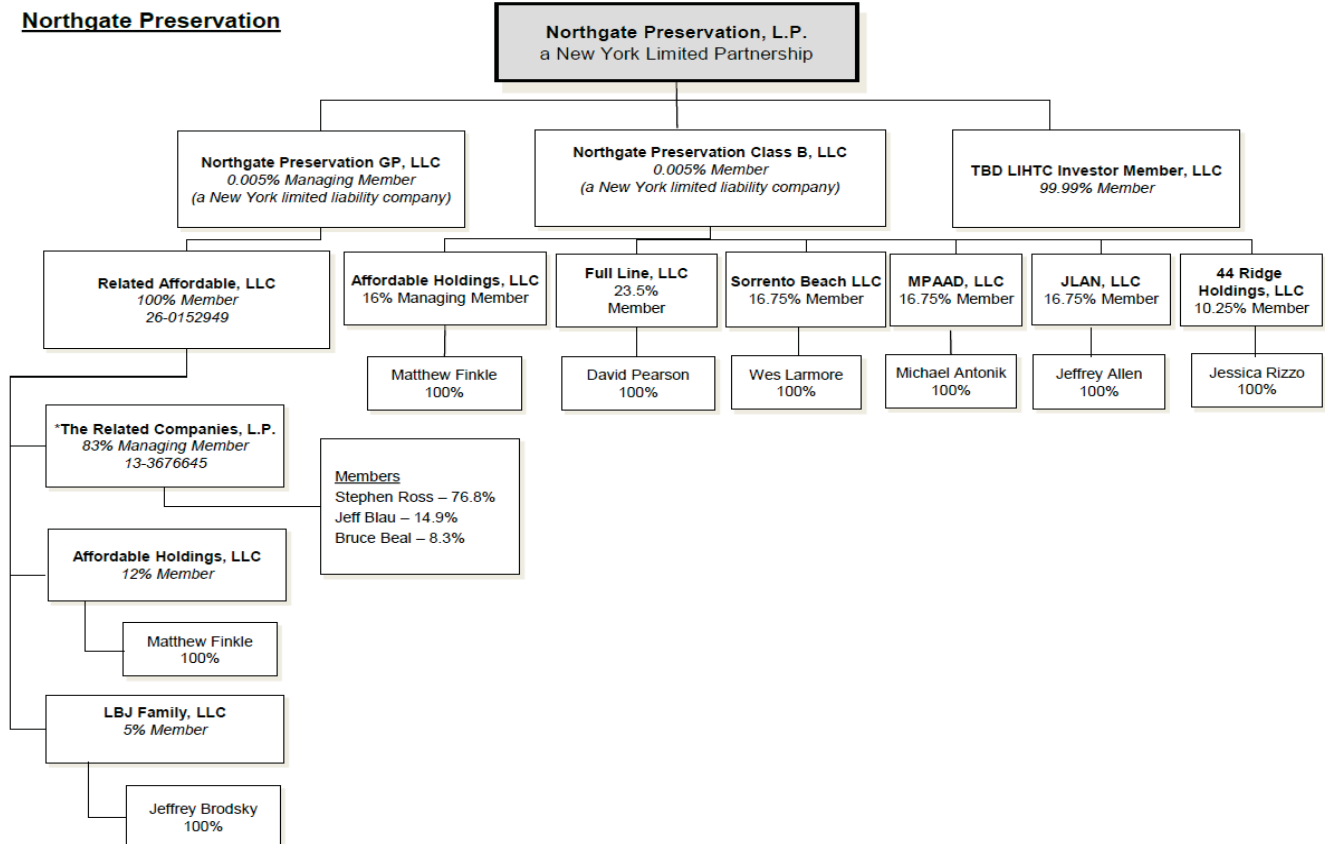 Northgate Preservation
Northgate Preservation, L.P.
a New York Limited Partnership
Northgate Preservation GP, LLC
0.005% Managing Member
(a New York limited liability company)
Northgate Preservation Class B, LLC
0.005% Member
(a New York limited liability company)
TBD LIHTC Investor Member, LLC
99.99% Member
Related Affordable, LLC
100% Member
26-0152949
Affordable Holdings, LLC
16% Managing Member
Full Line, LLC
23.5%
Member
Sorrento Beach LLC
16.75% Member
MPAAD, LLC
16.75% Member
JLAN, LLC
16.75% Member
44 Ridge
Holdings, LLC
10.25% Member
Matthew Finkle
100%
David Pearson
100%
Wes Larmore
100%
Michael Antonik
100%
Jeffrey Allen
100%
Jessica Rizzo
100%
*The Related Companies, L.P.
83% Managing Member
13-3676645
Members
Stephen Ross – 76.8%
Jeff Blau – 14.9%
Bruce Beal – 8.3%
Affordable Holdings, LLC
12% Member
Matthew Finkle
100%
LBJ Family, LLC
5% Member
Jeffrey Brodsky
100%